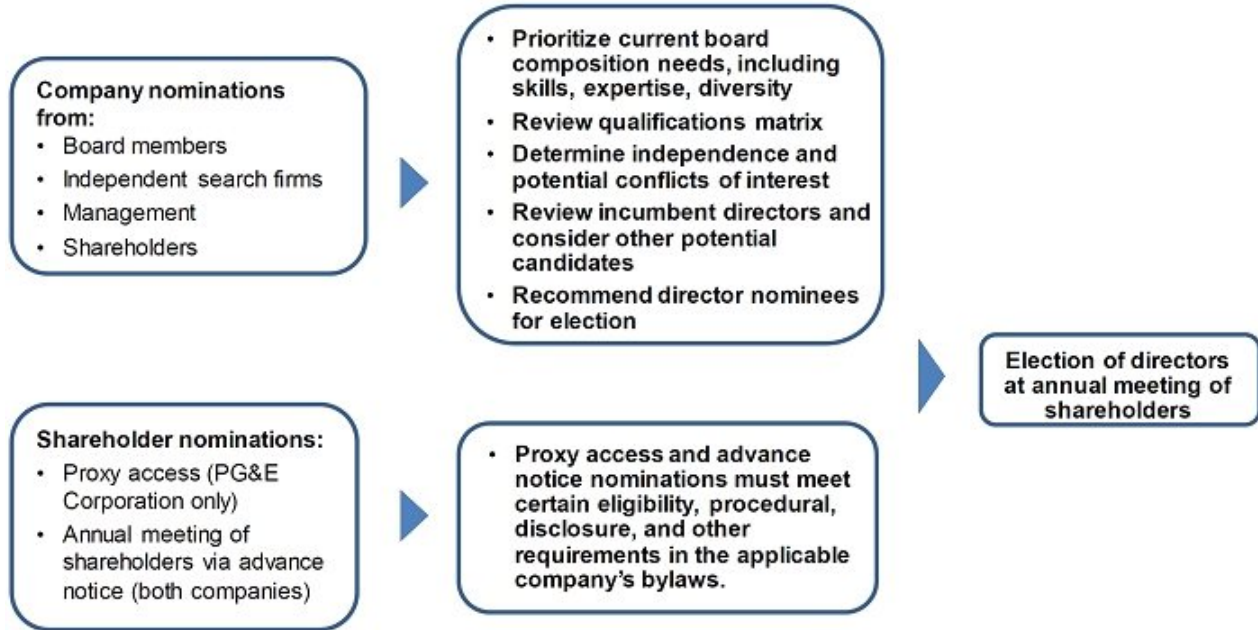 Company nominations
from:
• Board members
• Independent search firms
• Management
• Shareholders
• Prioritize current board
composition needs, including
skills, expertise, diversity
• Review qualifications matrix
• Determine independence and
potential conflicts of interest
• Review incumbent directors and
consider other potential
candidates
• Recommend director nominees
for election
Shareholder nominations:
• Proxy access (PG&E
Corporation only)
• Annual meeting of
shareholders via advance
notice (both companies)
• Proxy access and advance
notice nominations must meet
certain eligibility, procedural,
disclosure, and other
requirements in the applicable
company's bylaws.
Election of directors
at annual meeting of
shareholders